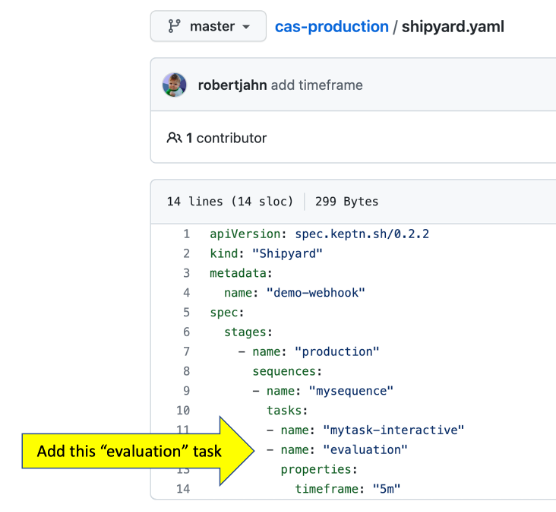 master cas-production / shipyard.yaml
robertjahn add timeframe
1 contributor
14 lines (14 sloc) 299 Bytes
1 apiVersion: spec.keptn.sh/0.2.2
2 kind: "Shipyard"
3 metadata:
4 name: "demo-webhook"
5 spec:
6 stages:
7 - name: "production"
8 sequences:
9 - name: "mysequence"
10 tasks:
11 - name: "mytask-interactive"
Add this “evaluation” task - name: "evaluation"
13 properties:
14 timeframe: "5m"